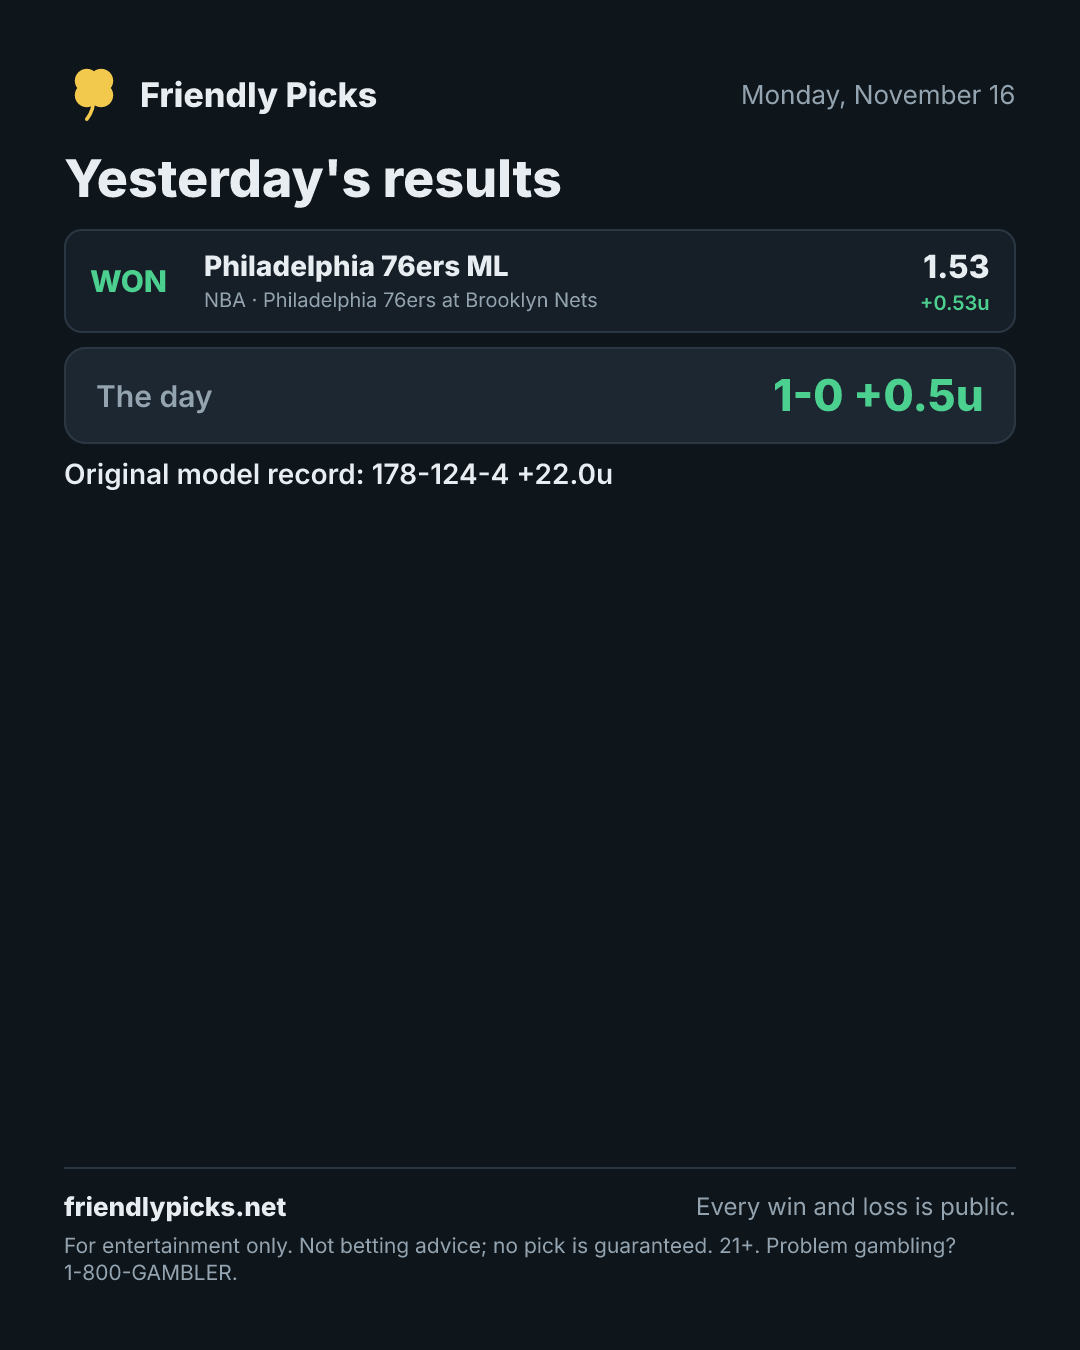 Friendly Picks
Monday, November 16
Yesterday's results
WON
Philadelphia 76ers ML
1.53
NBA · Philadelphia 76ers at Brooklyn Nets
+0.53u
The day
1-0 +0.5u
Original model record: 178-124-4 +22.0u
friendlypicks.net
Every win and loss is public.
For entertainment only. Not betting advice; no pick is guaranteed. 21+. Problem gambling?
1-800-GAMBLER.